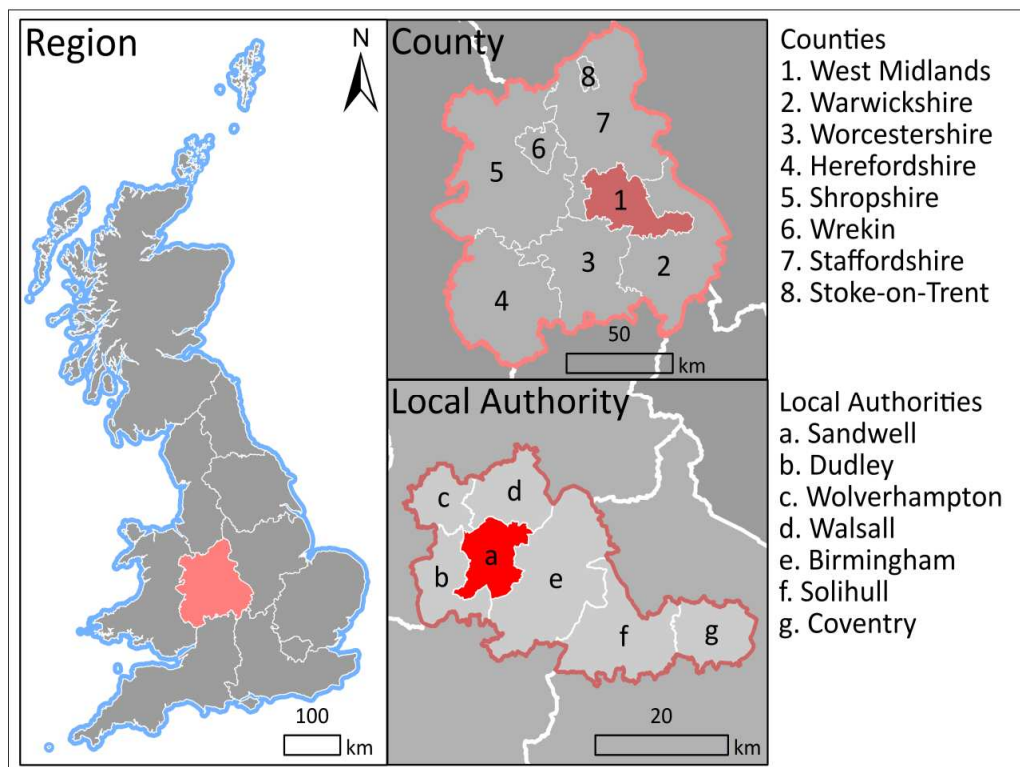 Region
N
100
km
County
8
7
6
5
1
3
2
4
50
km
Counties
1. West Midlands
2. Warwickshire
3. Worcestershire
4. Herefordshire
5. Shropshire
6. Wrekin
7. Staffordshire
8. Stoke-on-Trent
Local Authority
c
d
a
b
e
f
g
20
km
Local Authorities
a. Sandwell
b. Dudley
c. Wolverhampton
d. Walsall
e. Birmingham
f. Solihull
g. Coventry